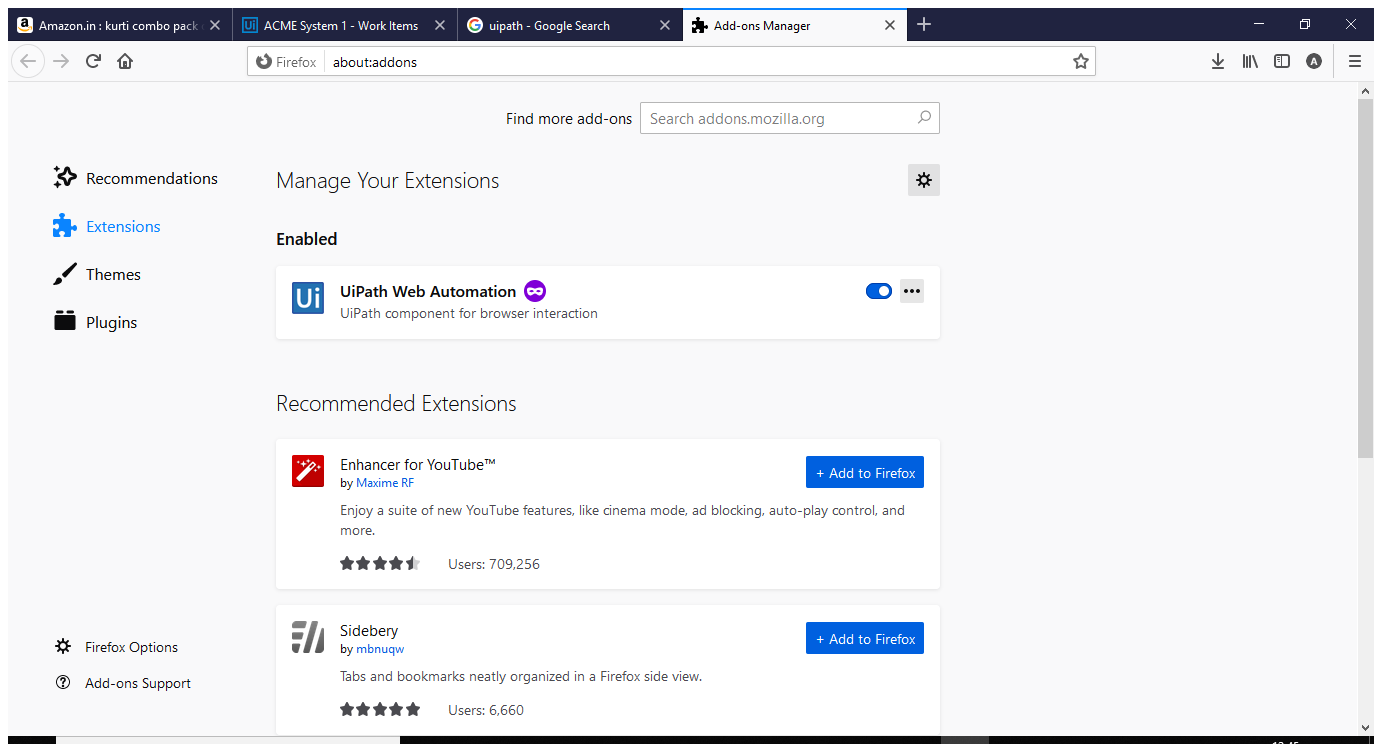 Amazon.in : kurti combo pack
ACME System 1 - Work Items
uipath - Google Search
Add-ons Manager
Firefox
about:addons
A
Find more add-ons
Search addons.mozilla.org
Recommendations
Extensions
Themes
Plugins
Manage Your Extensions
Enabled
Ui
UiPath Web Automation
UiPath component for browser interaction
Recommended Extensions
Enhancer for YouTube™
by Maxime RF
+ Add to Firefox
Enjoy a suite of new YouTube features, like cinema mode, ad blocking, auto-play control, and
more.
Users: 709,256
Sidebery
by mbnuqw
+ Add to Firefox
Tabs and bookmarks neatly organized in a Firefox side view.
Users: 6,660
Firefox Options
Add-ons Support